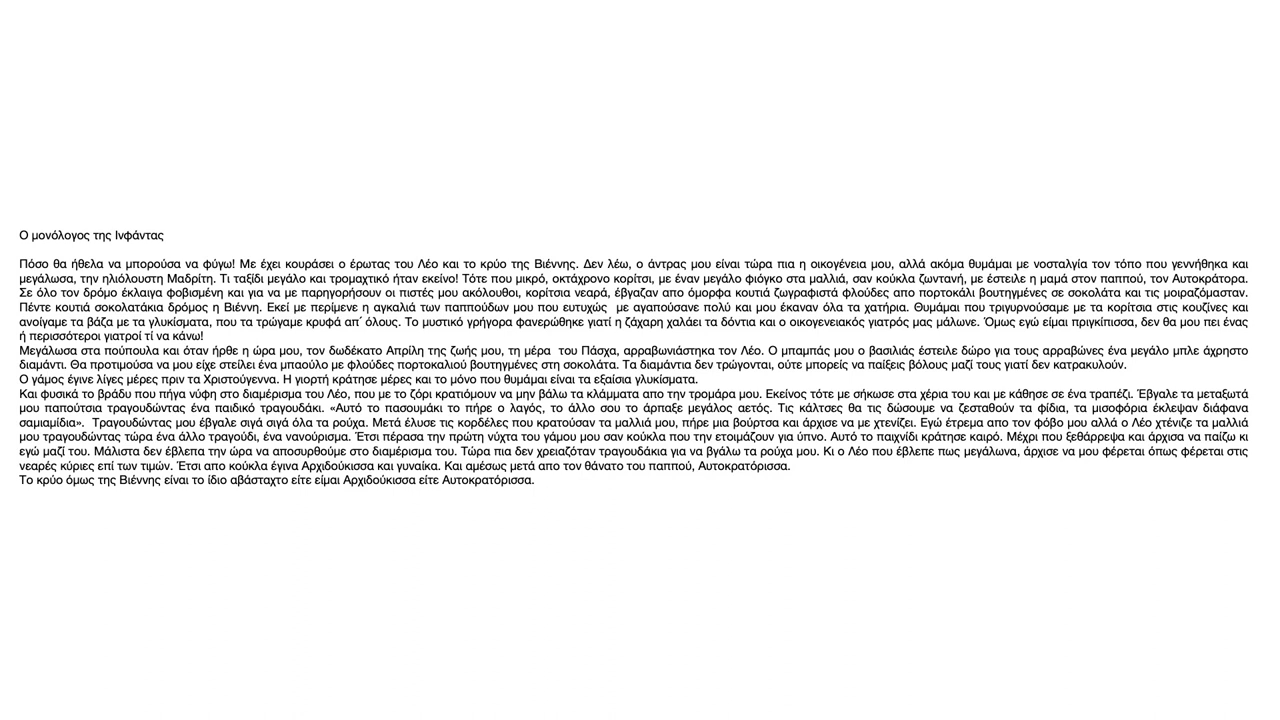 Ο μονόλογος της Ινφάντας
Πόσο θα ήθελα να μπορούσα να φύγω! Με έχει κουράσει ο έρωτας του Λέο και το κρύο της Βιέννης. Δεν λέω, ο άντρας μου είναι τώρα πια η οικογένεια μου, αλλά ακόμα θυμάμαι με νοσταλγία τον τόπο που γεννήθηκα και
μεγάλωσα, την ηλιόλουστη Μαδρίτη. Τι ταξίδι μεγάλο και τρομαχτικό ήταν εκείνο! Τότε που μικρό, οκτάχρονο κορίτσι, με έναν μεγάλο φιόγκο στα μαλλιά, σαν κούκλα ζωντανή, με έστειλε η μαμά στον παππού, τον Αυτοκράτορα.
Σε όλο τον δρόμο έκλαιγα φοβισμένη και για να με παρηγορήσουν οι πιστές μου ακόλουθοι, κορίτσια νεαρά, έβγαζαν απο όμορφα κουτιά ζωγραφιστά φλούδες απο πορτοκάλι βουτηγμένες σε σοκολάτα και τις μοιραζόμασταν.
Πέντε κουτιά σοκολατάκια δρόμος η Βιέννη. Εκεί με περίμενε η αγκαλιά των παππούδων μου που ευτυχώς  με αγαπούσανε πολύ και μου έκαναν όλα τα χατήρια. Θυμάμαι που τριγυρνούσαμε με τα κορίτσια στις κουζίνες και
ανοίγαμε τα βάζα με τα γλυκίσματα, που τα τρώγαμε κρυφά απ΄ όλους. Το μυστικό γρήγορα φανερώθηκε γιατί η ζάχαρη χαλάει τα δόντια και ο οικογενειακός γιατρός μας μάλωνε. Όμως εγώ είμαι πριγκίπισσα, δεν θα μου πει ένας
ή περισσότεροι γιατροί τί να κάνω!
Μεγάλωσα στα πούπουλα και όταν ήρθε η ώρα μου, τον δωδέκατο Απρίλη της ζωής μου, τη μέρα  του Πάσχα, αρραβωνιάστηκα τον Λέο. Ο μπαμπάς μου ο βασιλιάς έστειλε δώρο για τους αρραβώνες ένα μεγάλο μπλε άχρηστο
διαμάντι. Θα προτιμούσα να μου είχε στείλει ένα μπαούλο με φλούδες πορτοκαλιού βουτηγμένες στη σοκολάτα. Τα διαμάντια δεν τρώγονται, ούτε μπορείς να παίξεις βόλους μαζί τους γιατί δεν κατρακυλούν.
Ο γάμος έγινε λίγες μέρες πριν τα Χριστούγεννα. Η γιορτή κράτησε μέρες και το μόνο που θυμάμαι είναι τα εξαίσια γλυκίσματα.
Και φυσικά το βράδυ που πήγα νύφη στο διαμέρισμα του Λέο, που με το ζόρι κρατιόμουν να μην βάλω τα κλάμματα απο την τρομάρα μου. Εκείνος τότε με σήκωσε στα χέρια του και με κάθησε σε ένα τραπέζι. Έβγαλε τα μεταξωτά
μου παπούτσια τραγουδώντας ένα παιδικό τραγουδάκι. «Αυτό το πασουμάκι το πήρε ο λαγός, το άλλο σου το άρπαξε μεγάλος αετός. Τις κάλτσες θα τις δώσουμε να ζεσταθούν τα φίδια, τα μισοφόρια έκλεψαν διάφανα
σαμιαμίδια».  Τραγουδώντας μου έβγαλε σιγά σιγά όλα τα ρούχα. Μετά έλυσε τις κορδέλες που κρατούσαν τα μαλλιά μου, πήρε μια βούρτσα και άρχισε να με χτενίζει. Εγώ έτρεμα απο τον φόβο μου αλλά ο Λέο χτένιζε τα μαλλιά
μου τραγουδώντας τώρα ένα άλλο τραγούδι, ένα νανούρισμα. Έτσι πέρασα την πρώτη νύχτα του γάμου μου σαν κούκλα που την ετοιμάζουν για ύπνο. Αυτό το παιχνίδι κράτησε καιρό. Μέχρι που ξεθάρρεψα και άρχισα να παίζω κι
εγώ μαζί του. Μάλιστα δεν έβλεπα την ώρα να αποσυρθούμε στο διαμέρισμα του. Τώρα πια δεν χρειαζόταν τραγουδάκια για να βγάλω τα ρούχα μου. Κι ο Λέο που έβλεπε πως μεγάλωνα, άρχισε να μου φέρεται όπως φέρεται στις
νεαρές κύριες επί των τιμών. Έτσι απο κούκλα έγινα Αρχιδούκισσα και γυναίκα. Και αμέσως μετά απο τον θάνατο του παππού, Αυτοκρατόρισσα.
Το κρύο όμως της Βιέννης είναι το ίδιο αβάσταχτο είτε είμαι Αρχιδούκισσα είτε Αυτοκρατόρισσα.